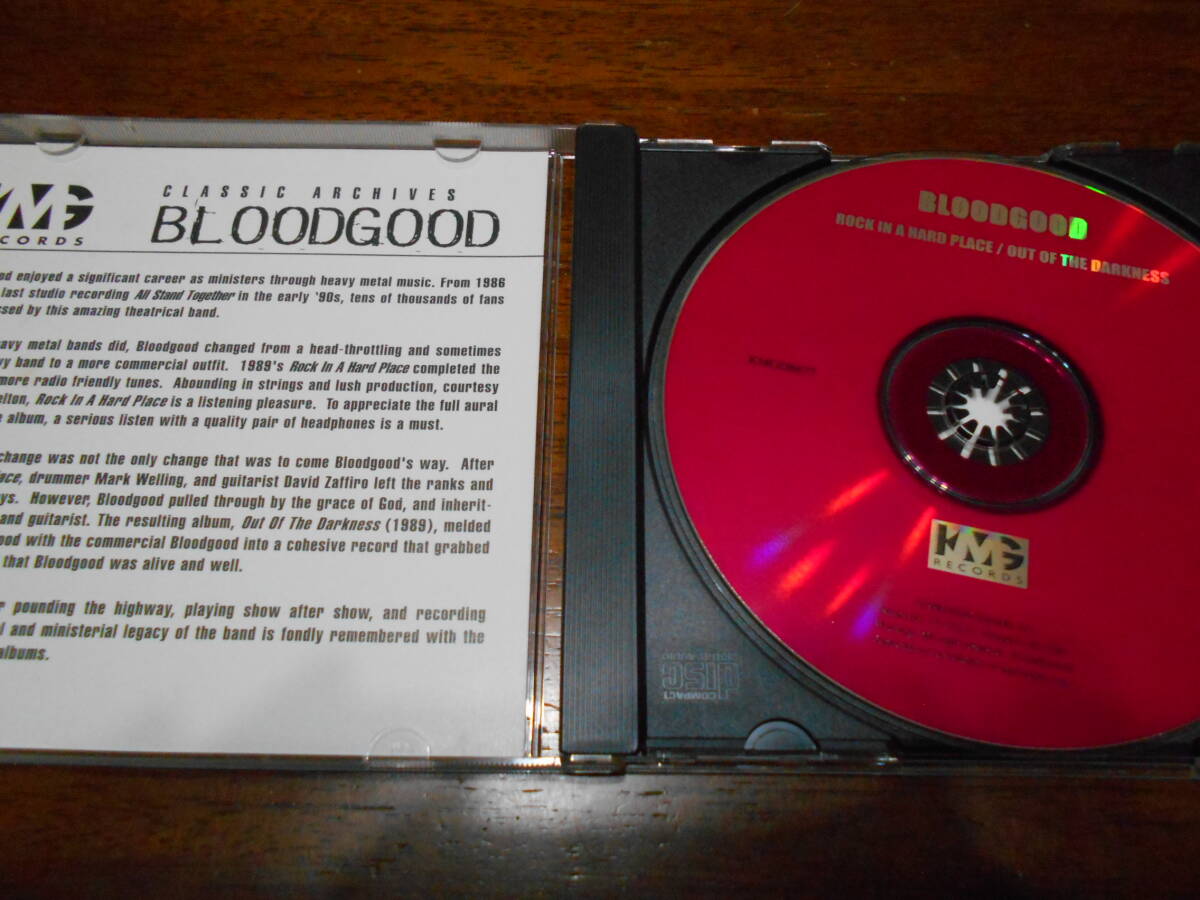 KMG
RECORDS
CLASSIC ARCHIVES
BLOODGOOD
enjoyed a significant career as ministers through heavy metal music. From 1986
last studio recording All Stand Together in the early '90s, tens of thousands of fans
by this amazing theatrical band.
heavy metal bands did, Bloodgood changed from a head-throttling and sometimes
band to a more commercial outfit. 1989's Rock In A Hard Place completed the
more radio friendly tunes. Abounding in strings and lush production, courtesy
Rock In A Hard Place is a listening pleasure. To appreciate the full aural
album, a serious listen with a quality pair of headphones is a must.
change was not the only change that was to come Bloodgood's way. After
drummer Mark Welling, and guitarist David Zaffiro left the ranks and
However, Bloodgood pulled through by the grace of God, and inherit-
and guitarist. The resulting album, Out Of The Darkness (1989), melded
with the commercial Bloodgood into a cohesive record that grabbed
that Bloodgood was alive and well.
pounding the highway, playing show after show, and recording
and ministerial legacy of the band is fondly remembered with the
albums.
BLOODGOOD
ROCK IN A HARD PLACE / OUT OF THE DARKNESS
KMG
RECORDS
COMPACT
disc
DIGITAL AUDIO